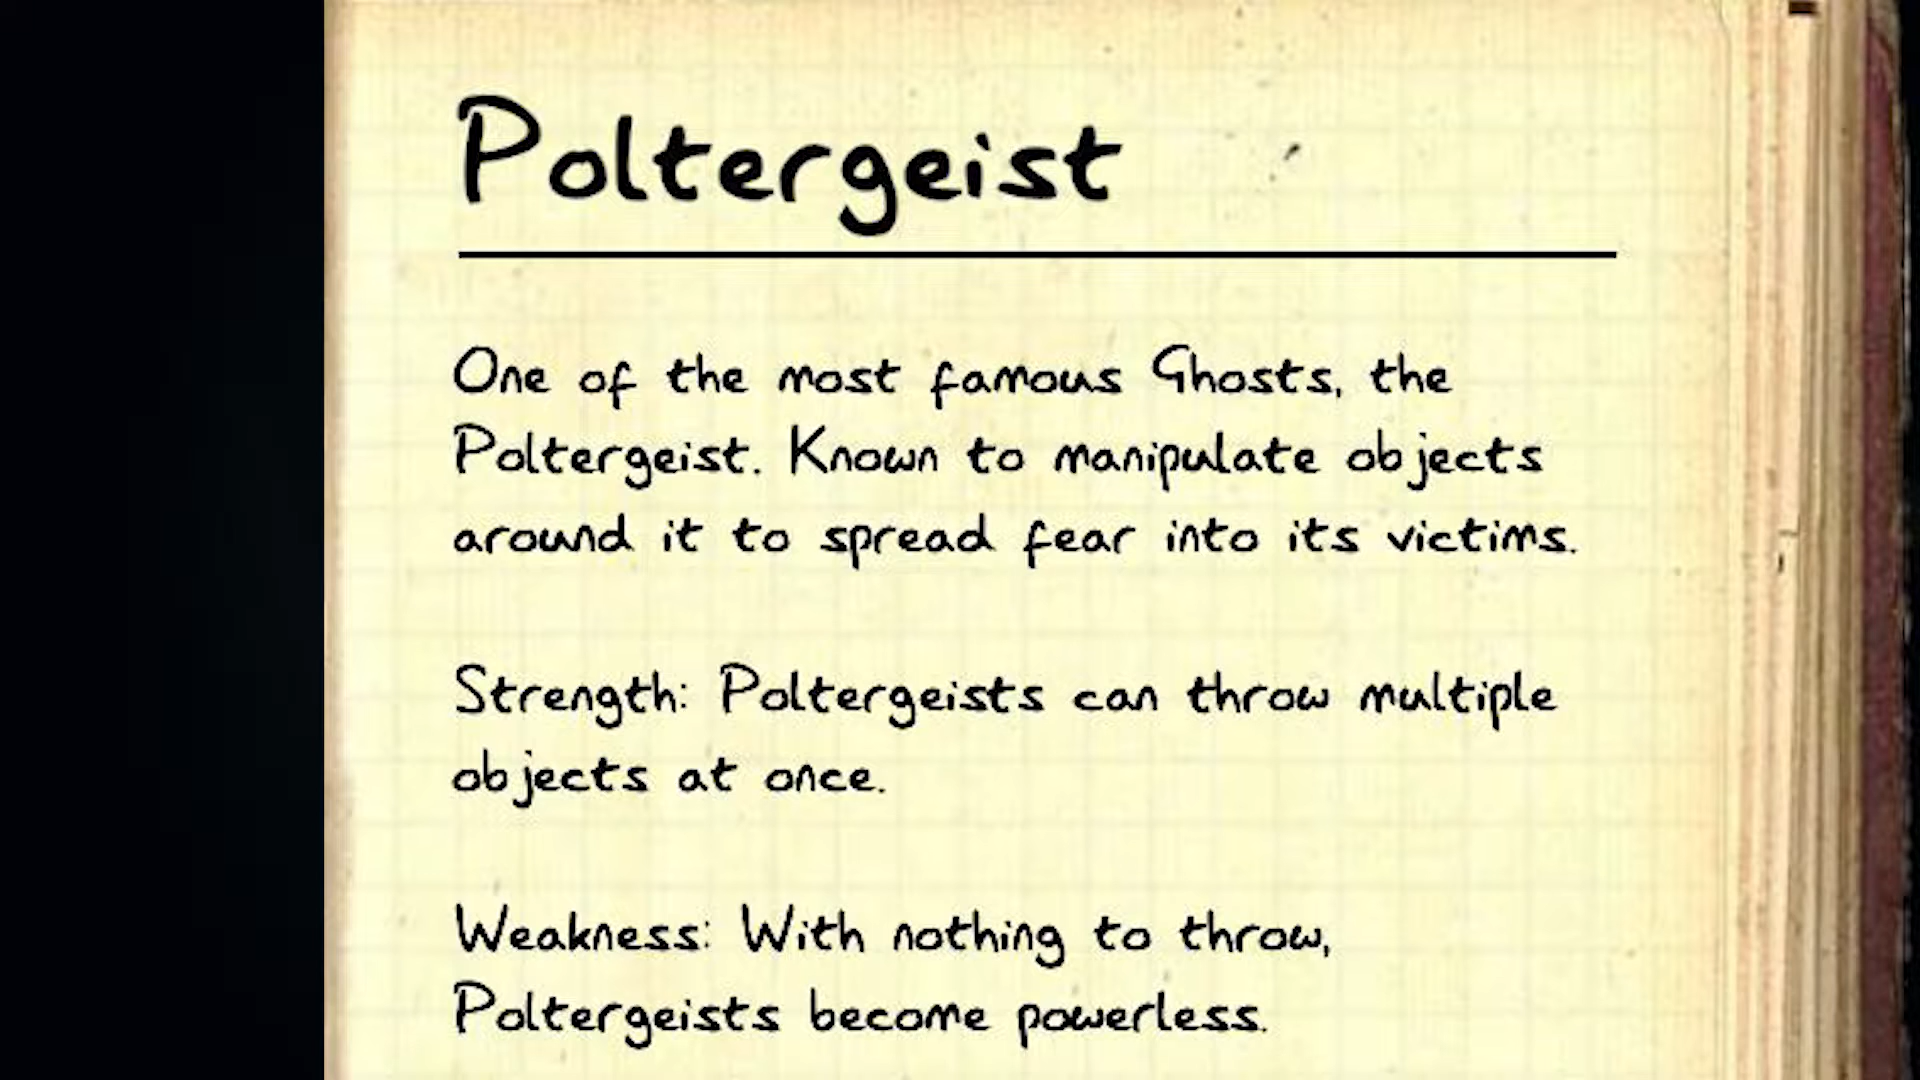 Poltergeist
One of the most famous Ghosts, the
Poltergeist. Known to manipulate objects
around it to spread fear into its victims.
Strength: Poltergeists can throw multiple
objects at once.
Weakness: With nothing to throw,
Poltergeists become powerless.